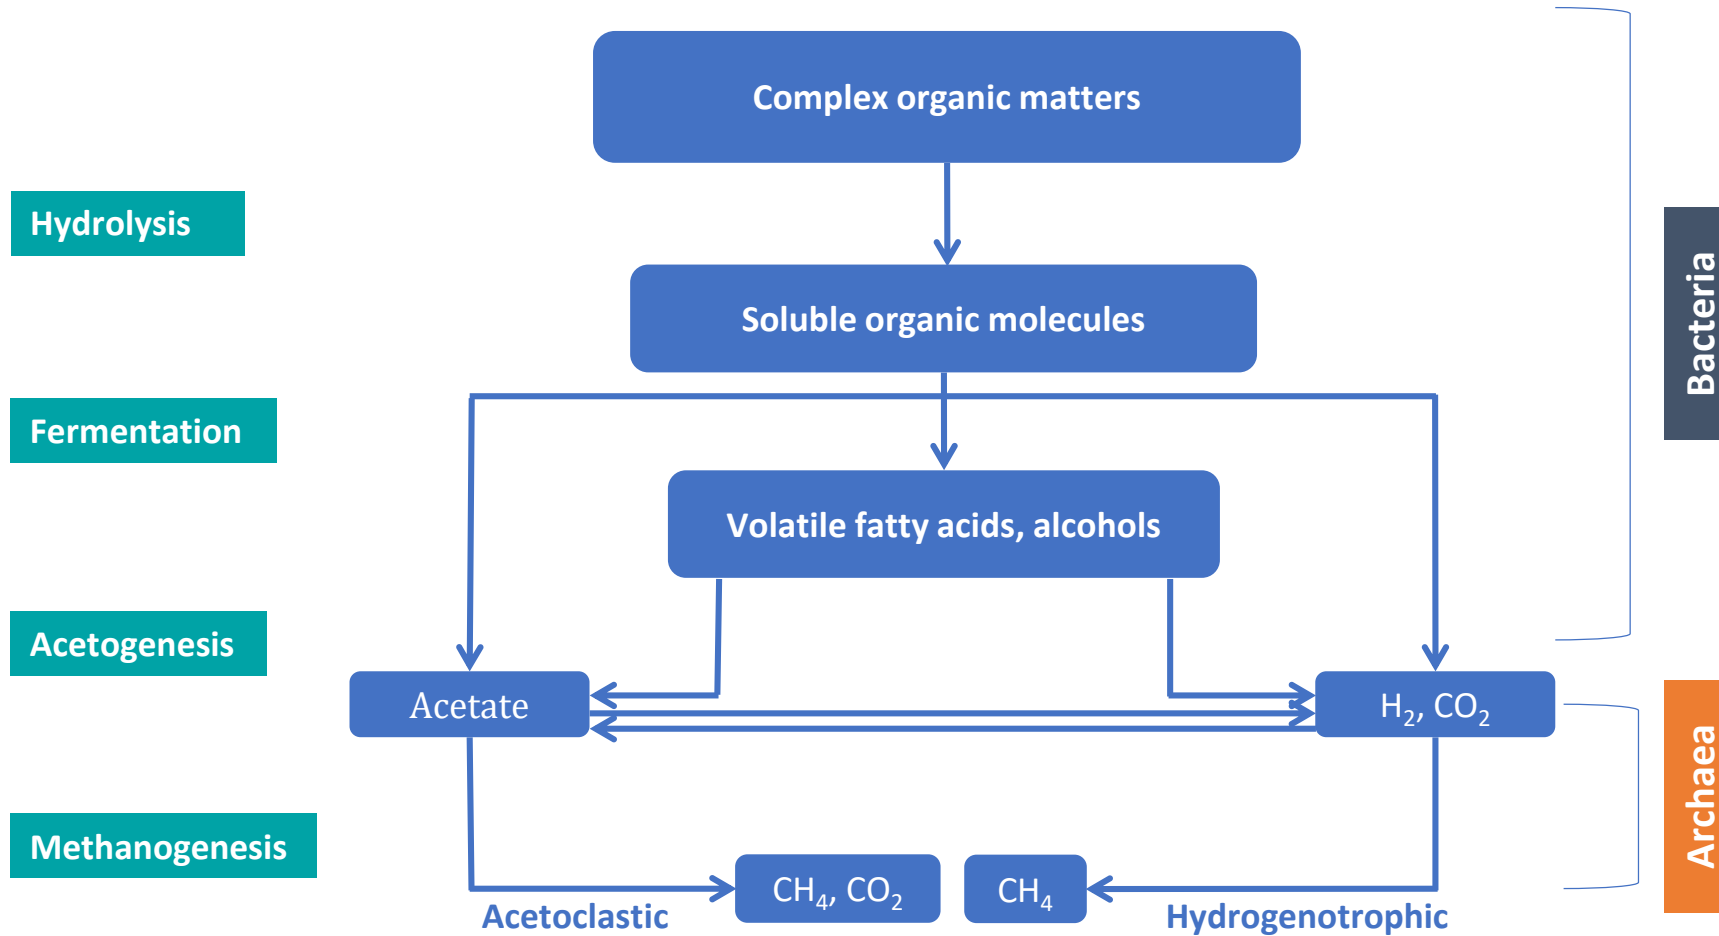 Complex organic matters
Hydrolysis
Soluble organic molecules
Bacteria
Fermentation
Volatile fatty acids, alcohols
Acetogenesis
Acetate
H₂, CO₂
Archaea
Methanogenesis
CH₄, CO₂
CH₄
Acetoclastic
Hydrogenotrophic